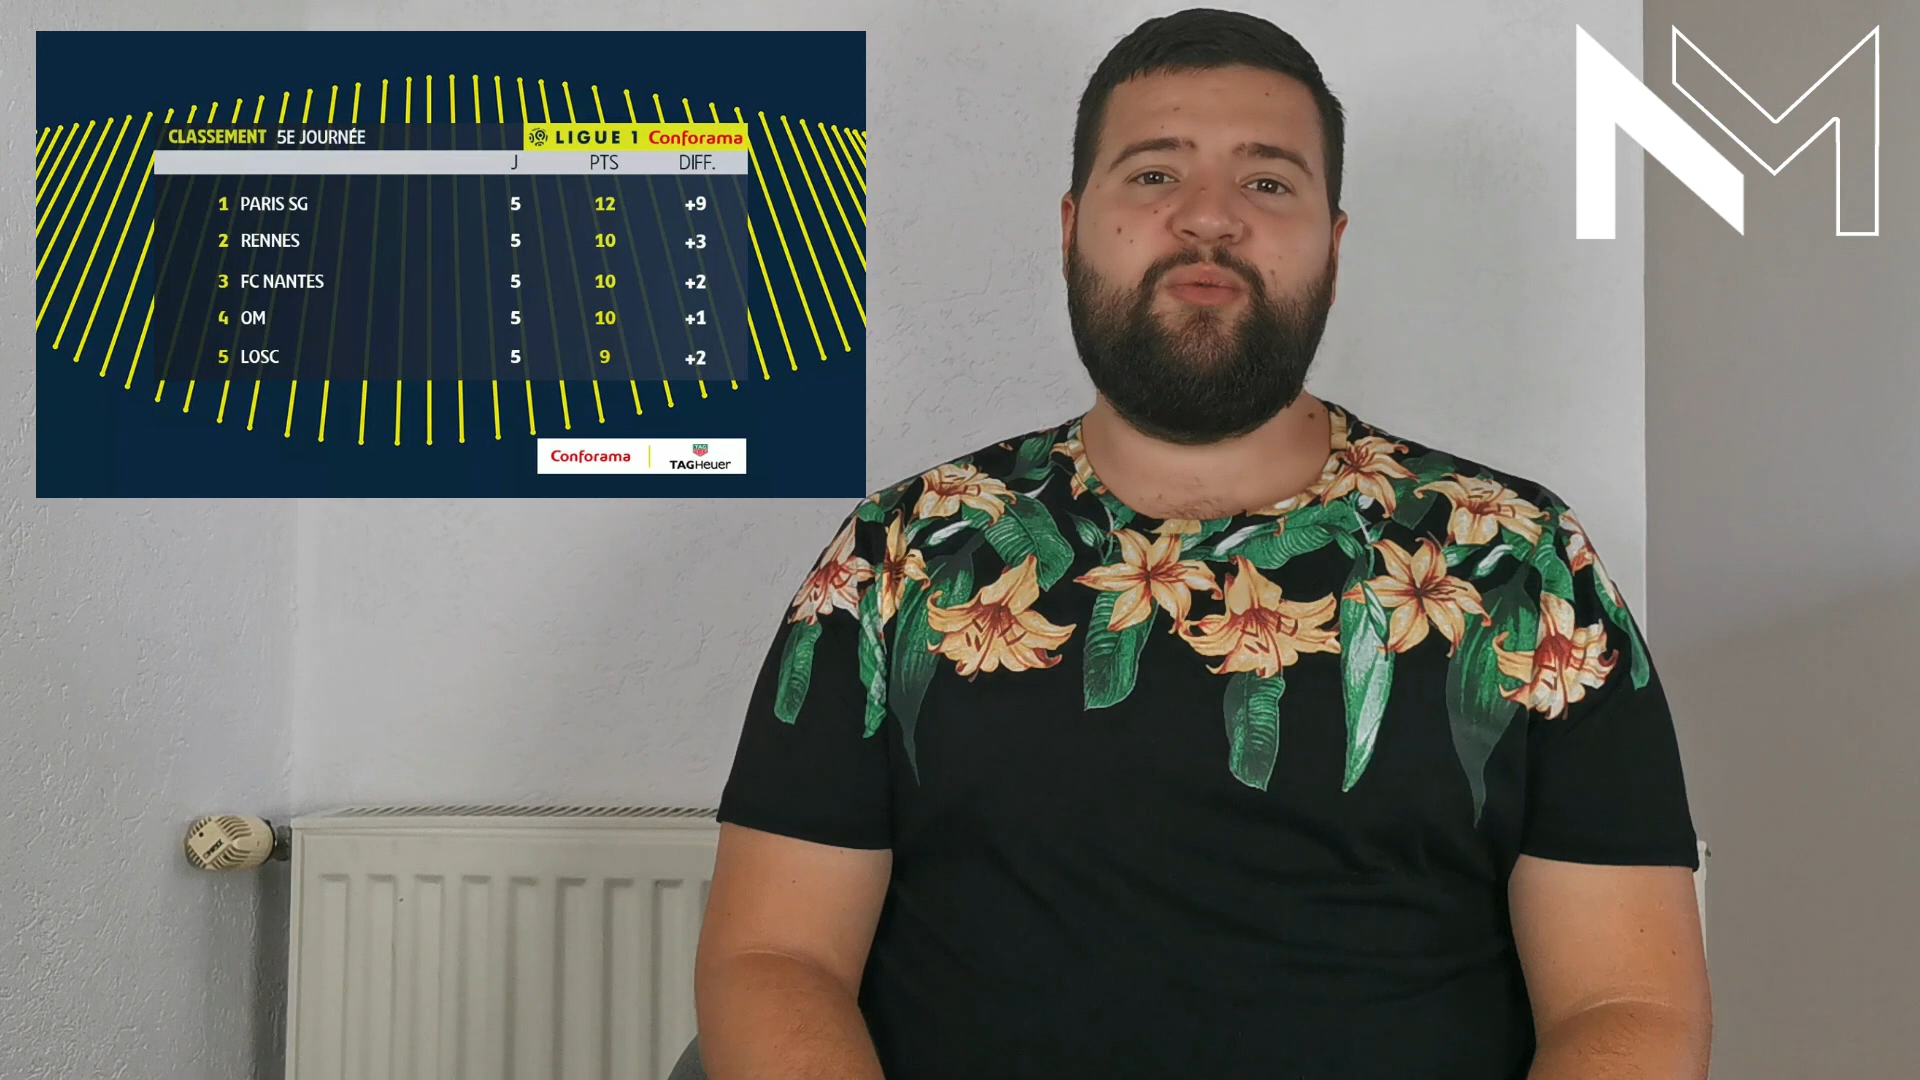 CLASSEMENT 5E JOURNÉE LIGUE 1 Conforama
J PTS DIFF.
1 PARIS SG 5 12 +9
2 RENNES 5 10 +3
3 FC NANTES 5 10 +2
4 OM 5 10 +1
5 LOSC 5 9 +2
Conforama TAG TAGHeuer
NM